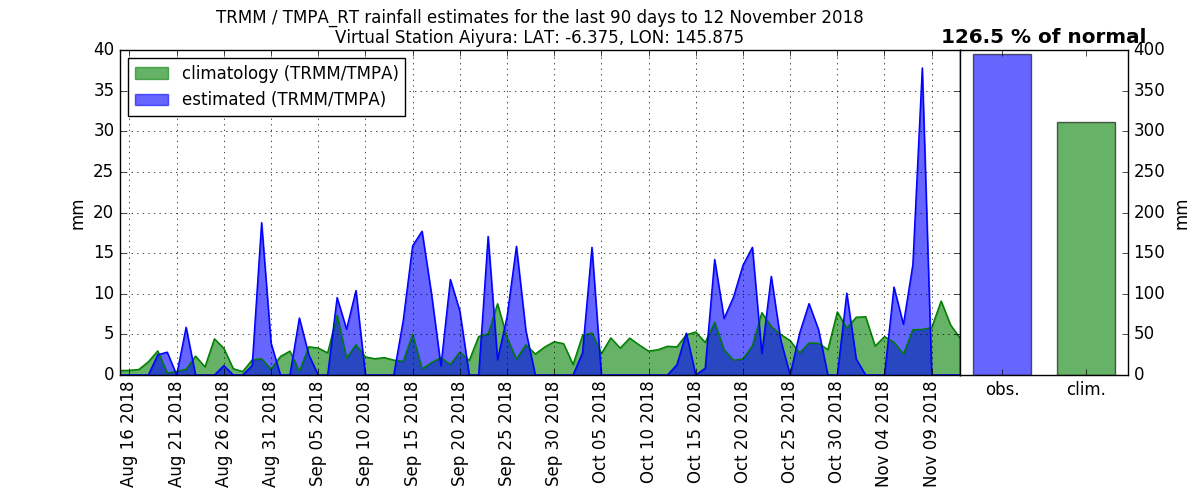 TRMM / TMPA_RT rainfall estimates for the last 90 days to 12 November 2018
Virtual Station Aiyura: LAT: -6.375, LON: 145.875
126.5 % of normal
climatology (TRMM/TMPA)
estimated (TRMM/TMPA)
40
35
30
25
20
15
10
5
0
mm
Aug 16 2018
Aug 21 2018
Aug 26 2018
Aug 31 2018
Sep 05 2018
Sep 10 2018
Sep 15 2018
Sep 20 2018
Sep 25 2018
Sep 30 2018
Oct 05 2018
Oct 10 2018
Oct 15 2018
Oct 20 2018
Oct 25 2018
Oct 30 2018
Nov 04 2018
Nov 09 2018
obs.
clim.
400
350
300
250
200
150
100
50
0
mm